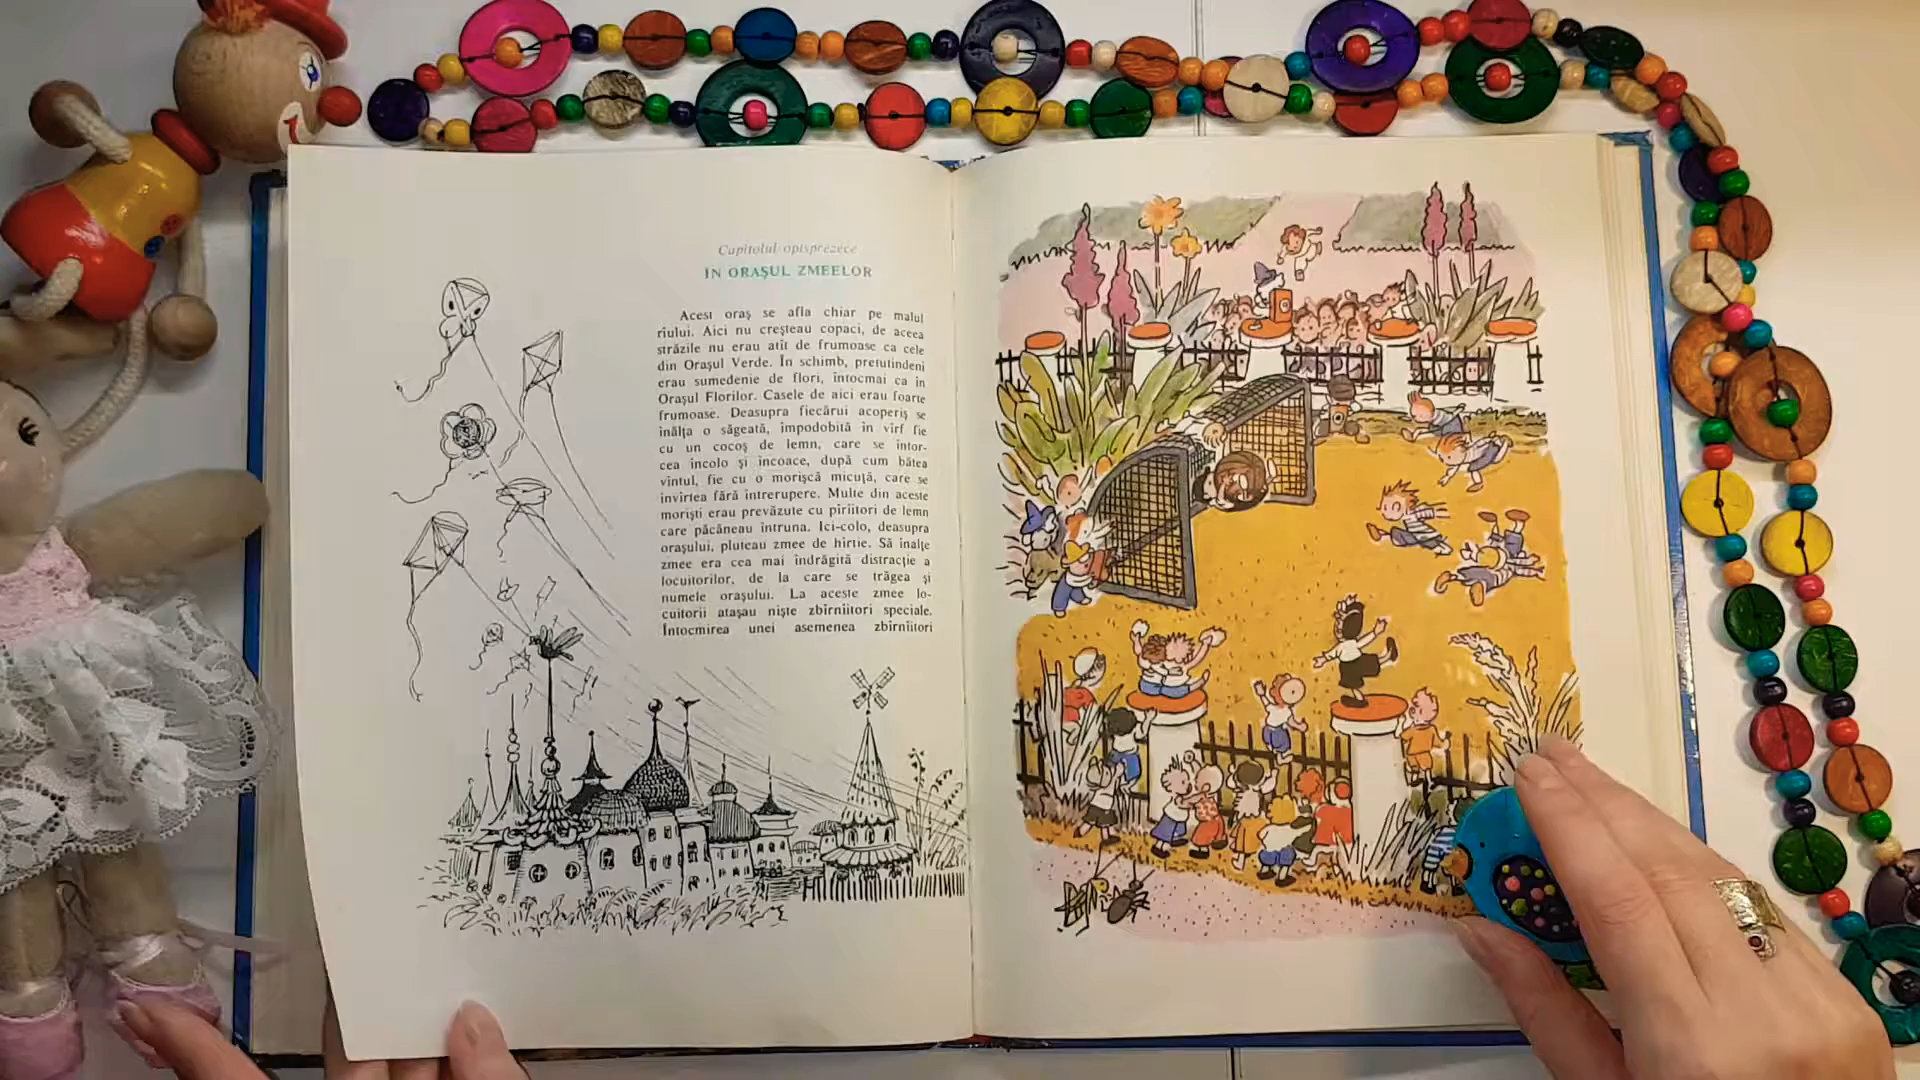 Capitolul optsprezece
IN ORAŞUL ZMEELOR
Acest oraş se afla chiar pe malul
rîului. Aici nu creşteau copaci, de aceea
străzile nu erau atît de frumoase ca cele
din Oraşul Verde. În schimb, pretutindeni
erau sumedenie de flori, întocmai ca în
Oraşul Florilor. Casele de aici erau foarte
frumoase. Deasupra fiecărui acoperiş se
înălţa o săgeată, împodobită în vîrf fie
cu un cocoş de lemn, care se întor-
cea încolo şi încoace, după cum bătea
vîntul, fie cu o morişcă micuţă, care se
învîrtea fără întrerupere. Multe din aceste
morişti erau prevăzute cu pîrîitori de lemn
care păcăneau întruna. Ici-colo, deasupra
oraşului, pluteau zmee de hîrtie. Să înalţe
zmee era cea mai îndrăgită distracţie a
locuitorilor, de la care se trăgea şi
numele oraşului. La aceste zmee lo-
cuitorii ataşau nişte zbîrnîitori speciale.
Întocmirea unei asemenea zbîrnîitori